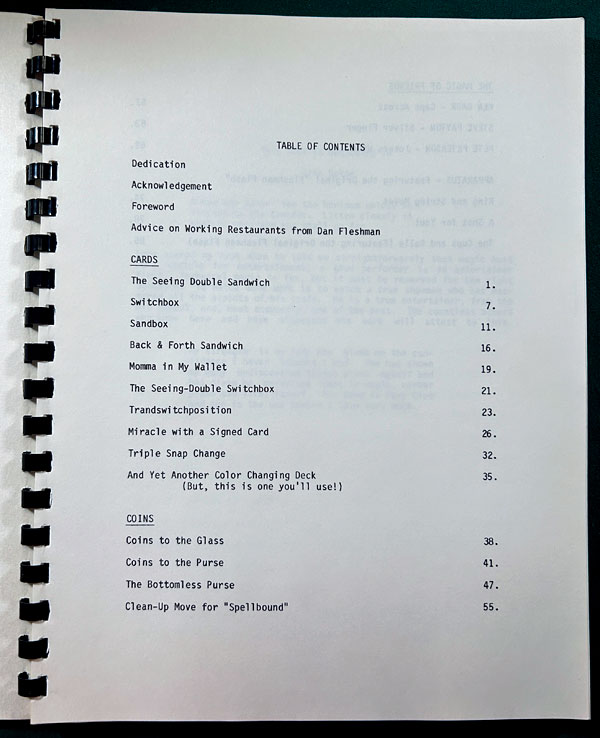 TABLE OF CONTENTS
Dedication
Acknowledgement
Foreword
Advice on Working Restaurants from Dan Fleshman
CARDS
The Seeing Double Sandwich 1.
Switchbox 7.
Sandbox 11.
Back & Forth Sandwich 16.
Momma in My Wallet 19.
The Seeing-Double Switchbox 21.
Trandswitchposition 23.
Miracle with a Signed Card 26.
Triple Snap Change 32.
And Yet Another Color Changing Deck 35.
(But, this is one you'll use!)
COINS
Coins to the Glass 38.
Coins to the Purse 41.
The Bottomless Purse 47.
Clean-Up Move for "Spellbound" 55.